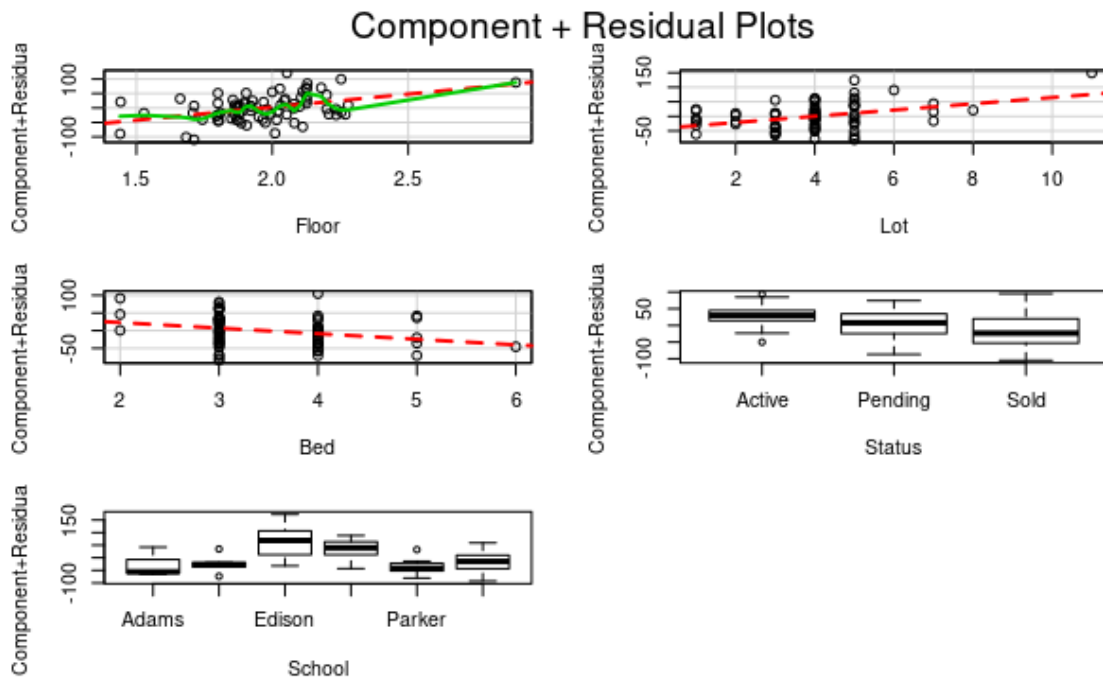 Component + Residual Plots
Component+Residua
100
-100
1.5 2.0 2.5
Floor
Component+Residua
150
-50
2 4 6 8 10
Lot
Component+Residua
100
-50
2 3 4 5 6
Bed
Component+Residua
50
-100
Active Pending Sold
Status
Component+Residua
150
-100
Adams Edison Parker
School